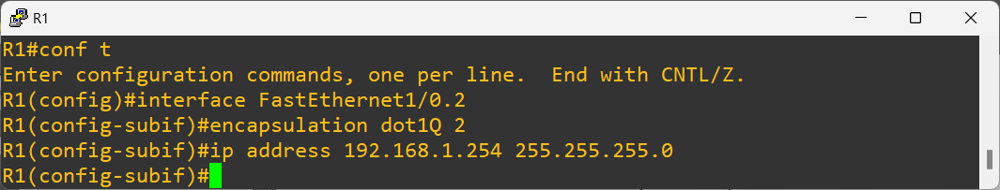 R1
R1#conf t
Enter configuration commands, one per line.  End with CNTL/Z.
R1(config)#interface FastEthernet1/0.2
R1(config-subif)#encapsulation dot1Q 2
R1(config-subif)#ip address 192.168.1.254 255.255.255.0
R1(config-subif)#